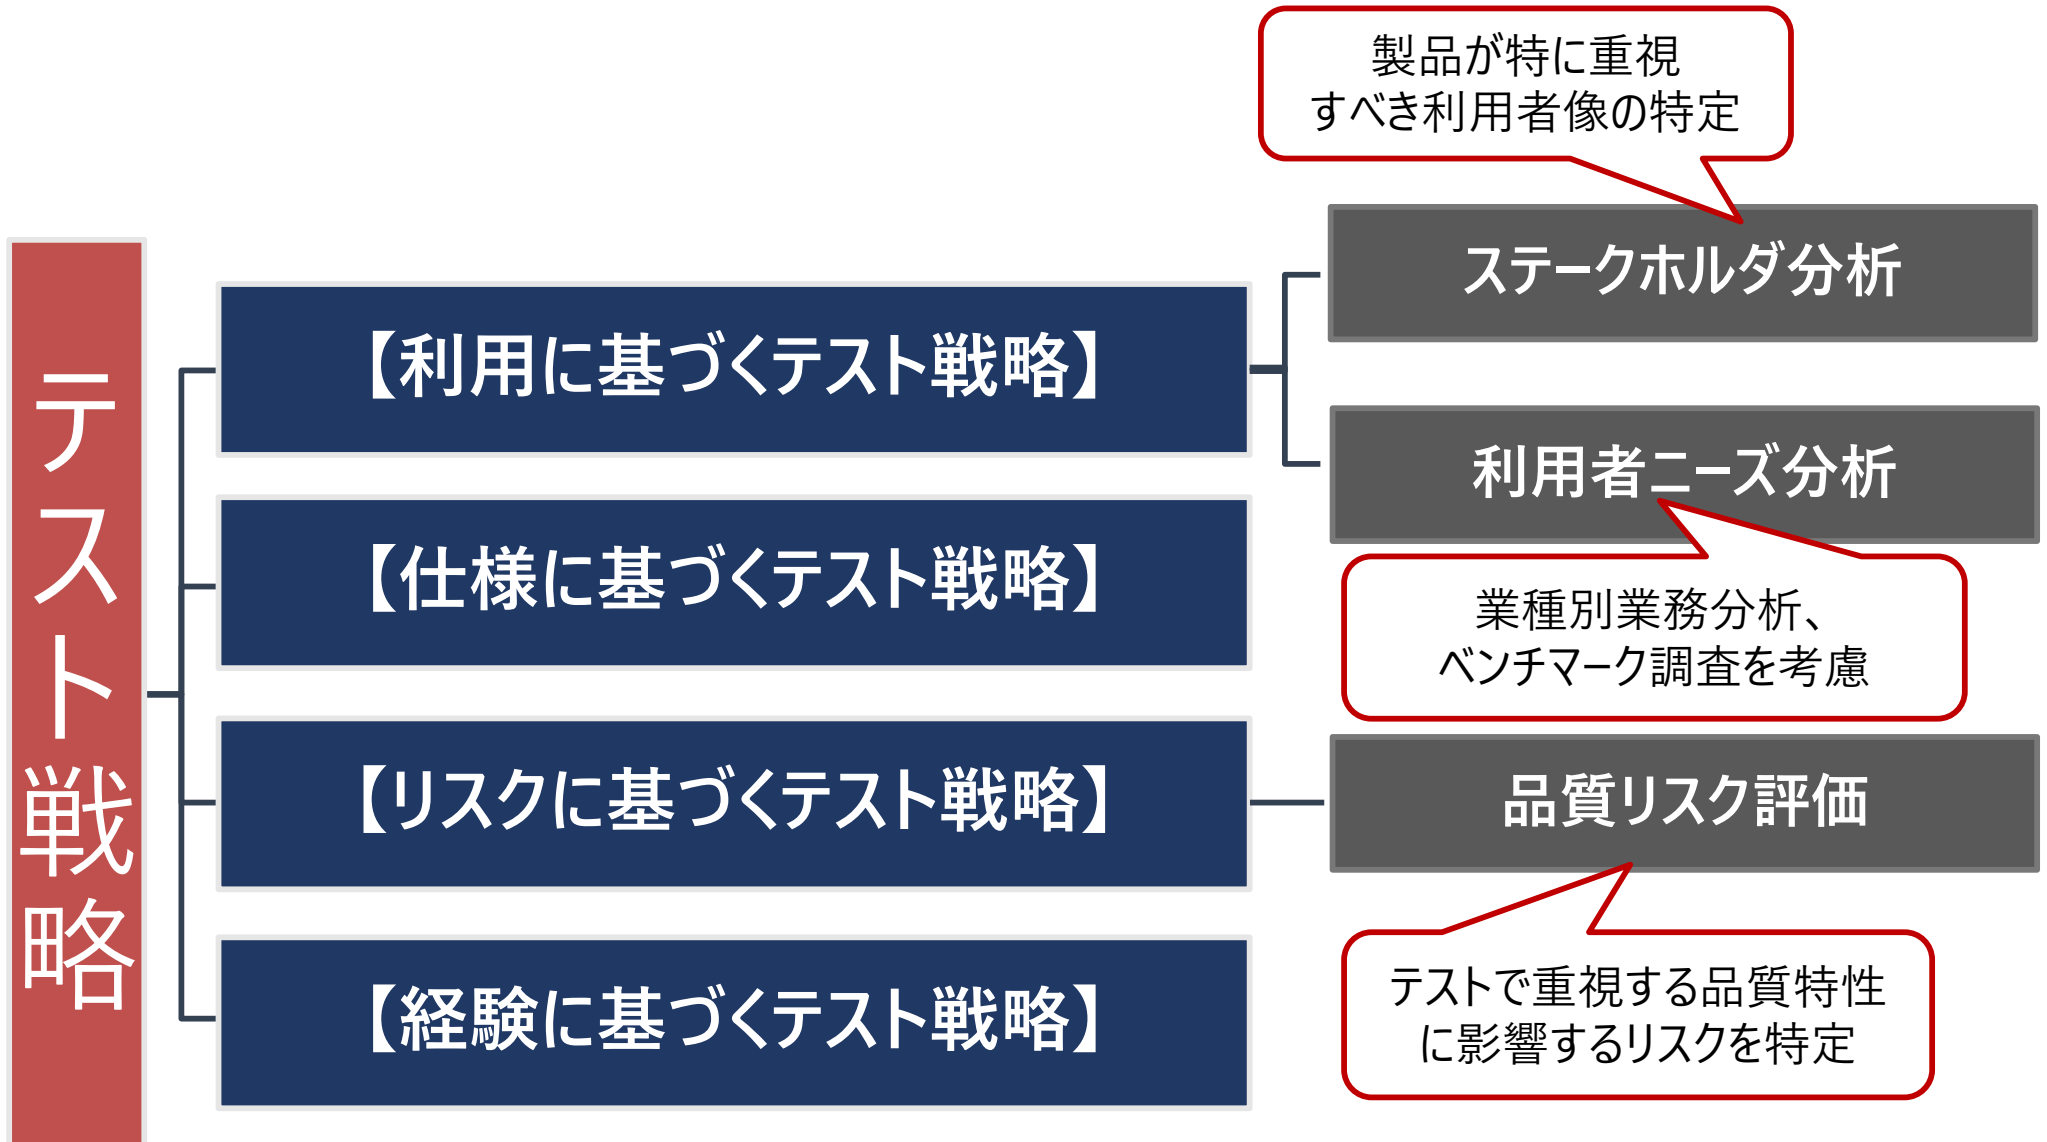 テスト戦略
製品が特に重視
すべき利用者像の特定
ステークホルダ分析
【利用に基づくテスト戦略】
利用者ニーズ分析
【仕様に基づくテスト戦略】
業種別業務分析、
ベンチマーク調査を考慮
【リスクに基づくテスト戦略】
品質リスク評価
【経験に基づくテスト戦略】
テストで重視する品質特性
に影響するリスクを特定